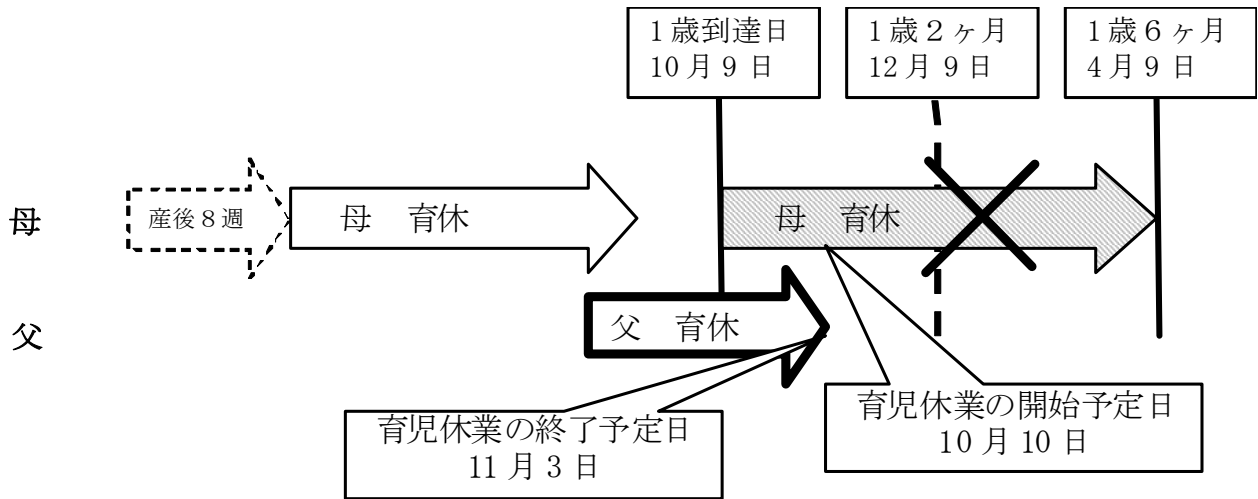 1歳到達日
10月9日
1歳2ヶ月
12月9日
1歳6ヶ月
4月9日
母
産後8週
母 育休
母 育休
父
父 育休
育児休業の終了予定日
11月3日
育児休業の開始予定日
10月10日